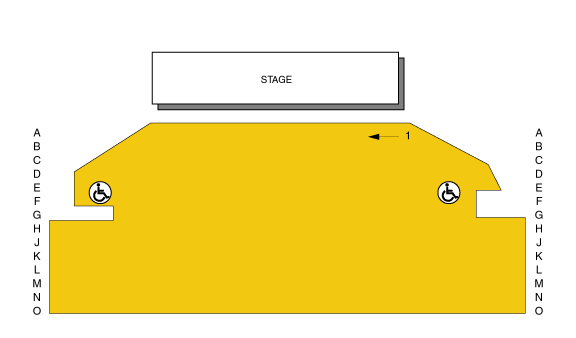 STAGE
A A
1
B B
C C
D D
E E
F F
G G
H H
J J
K K
L L
M M
N N
O O